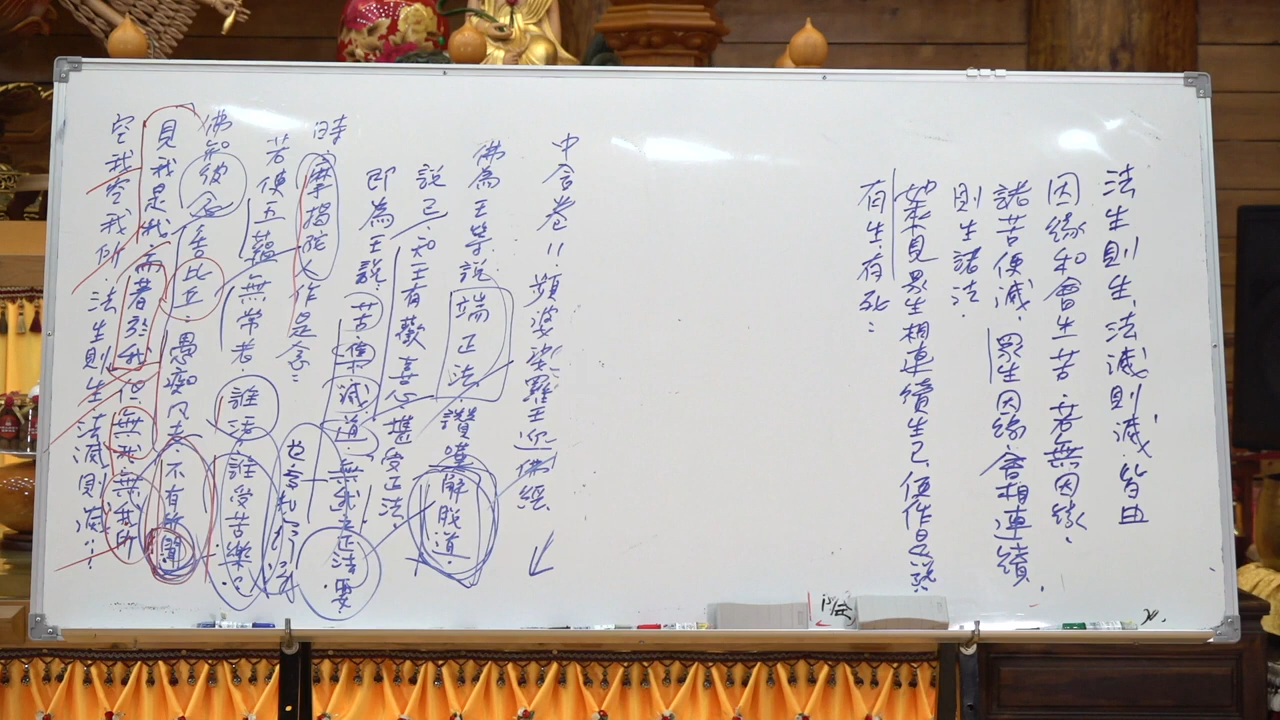 法生則生,法滅則滅,皆由
因緣和會生苦,若無因緣,
諸苦便滅,眾生因緣,會相連續
則生諸法.
如來見眾生相連續生已,便作是說:
有生,有死:
中含卷11 頻婆娑羅王迎佛經.
佛為王等說端正法,讚嘆解脫道.
說已,知王有歡喜心,堪受正法
即為王說:苦集滅道.無我之正法要.
時,摩揭陀人作是念:
若使五蘊無常者,誰活誰受苦樂?
佛知彼念告比丘:愚癡凡夫,不有所聞
見我是我,而著於我,但無我,無我所
空我空我所,法生則生法滅則滅: